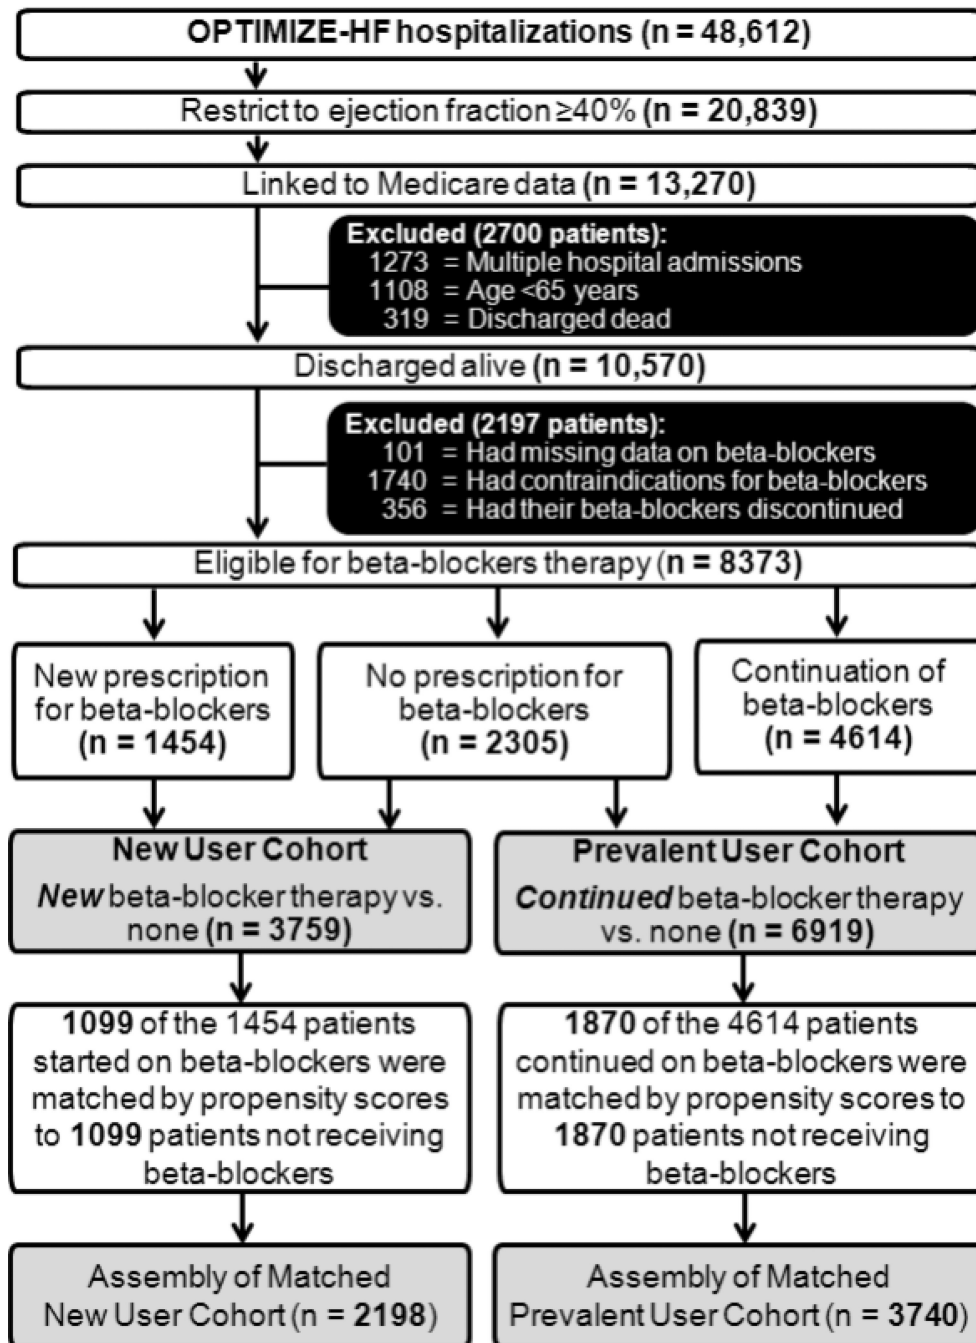 OPTIMIZE-HF hospitalizations (n = 48,612)
Restrict to ejection fraction ≥40% (n = 20,839)
Linked to Medicare data (n = 13,270)
Excluded (2700 patients):
1273 = Multiple hospital admissions
1108 = Age <65 years
319 = Discharged dead
Discharged alive (n = 10,570)
Excluded (2197 patients):
101 = Had missing data on beta-blockers
1740 = Had contraindications for beta-blockers
356 = Had their beta-blockers discontinued
Eligible for beta-blockers therapy (n = 8373)
New prescription
for beta-blockers
(n = 1454)
No prescription for
beta-blockers
(n = 2305)
Continuation of
beta-blockers
(n = 4614)
New User Cohort
New beta-blocker therapy vs.
none (n = 3759)
Prevalent User Cohort
Continued beta-blocker therapy
vs. none (n = 6919)
1099 of the 1454 patients
started on beta-blockers were
matched by propensity scores
to 1099 patients not receiving
beta-blockers
1870 of the 4614 patients
continued on beta-blockers were
matched by propensity scores to
1870 patients not receiving
beta-blockers
Assembly of Matched
New User Cohort (n = 2198)
Assembly of Matched
Prevalent User Cohort (n = 3740)